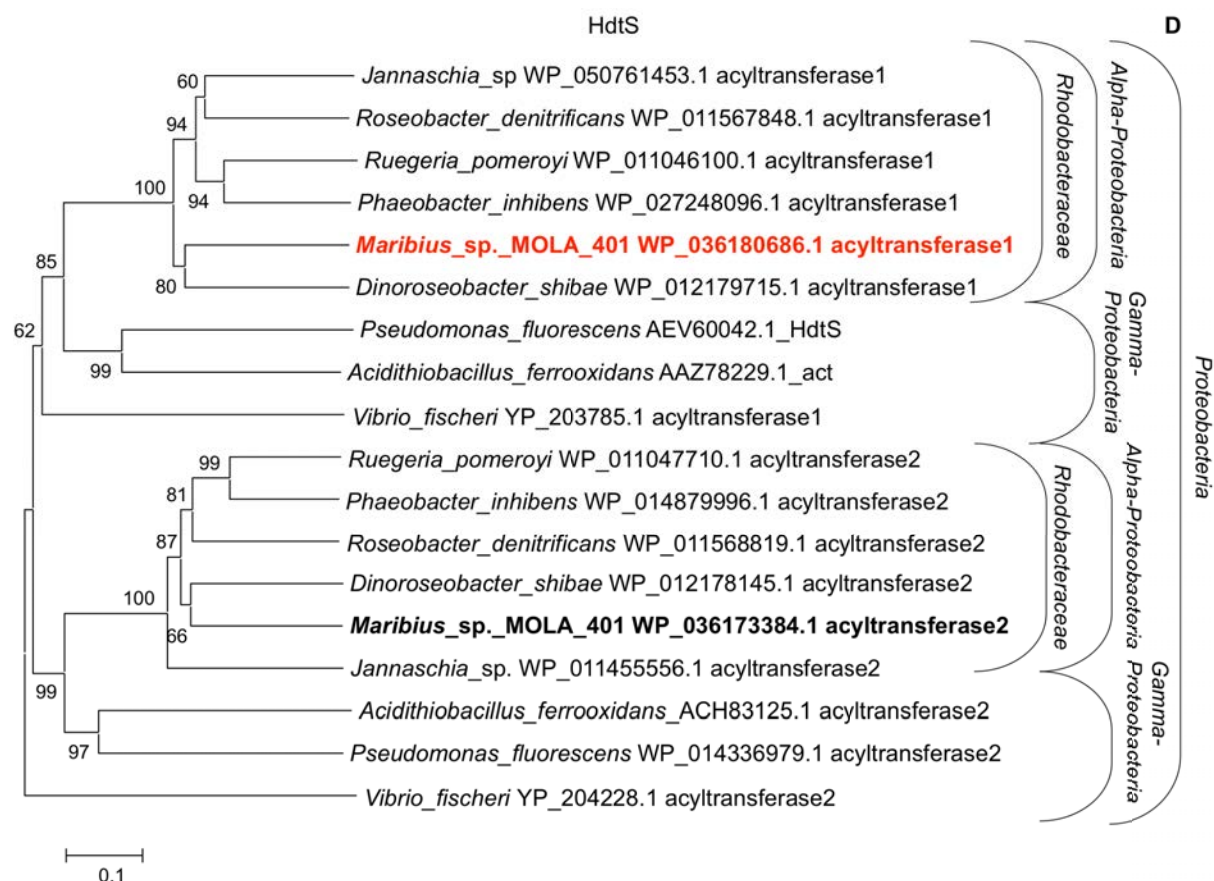 HdtS
D
60
Jannaschia_sp WP_050761453.1 acyltransferase1
94
Roseobacter_denitrificans WP_011567848.1 acyltransferase1
Ruegeria_pomeroyi WP_011046100.1 acyltransferase1
100
94
Phaeobacter_inhibens WP_027248096.1 acyltransferase1
Maribius_sp._MOLA_401 WP_036180686.1 acyltransferase1
85
80
Dinoroseobacter_shibae WP_012179715.1 acyltransferase1
62
Pseudomonas_fluorescens AEV60042.1_HdtS
99
Acidithiobacillus_ferrooxidans AAZ78229.1_act
Vibrio_fischeri YP_203785.1 acyltransferase1
99
Ruegeria_pomeroyi WP_011047710.1 acyltransferase2
81
Phaeobacter_inhibens WP_014879996.1 acyltransferase2
87
Roseobacter_denitrificans WP_011568819.1 acyltransferase2
Dinoroseobacter_shibae WP_012178145.1 acyltransferase2
100
66
Maribius_sp._MOLA_401 WP_036173384.1 acyltransferase2
Jannaschia_sp. WP_011455556.1 acyltransferase2
99
Acidithiobacillus_ferrooxidans_ACH83125.1 acyltransferase2
97
Pseudomonas_fluorescens WP_014336979.1 acyltransferase2
Vibrio_fischeri YP_204228.1 acyltransferase2
0.1
Rhodobacteraceae
Alpha-Proteobacteria
Gamma-
Proteobacteria
Rhodobacteraceae
Alpha-Protoobactoria
Gamma-
Proteobacteria
Proteobacteria